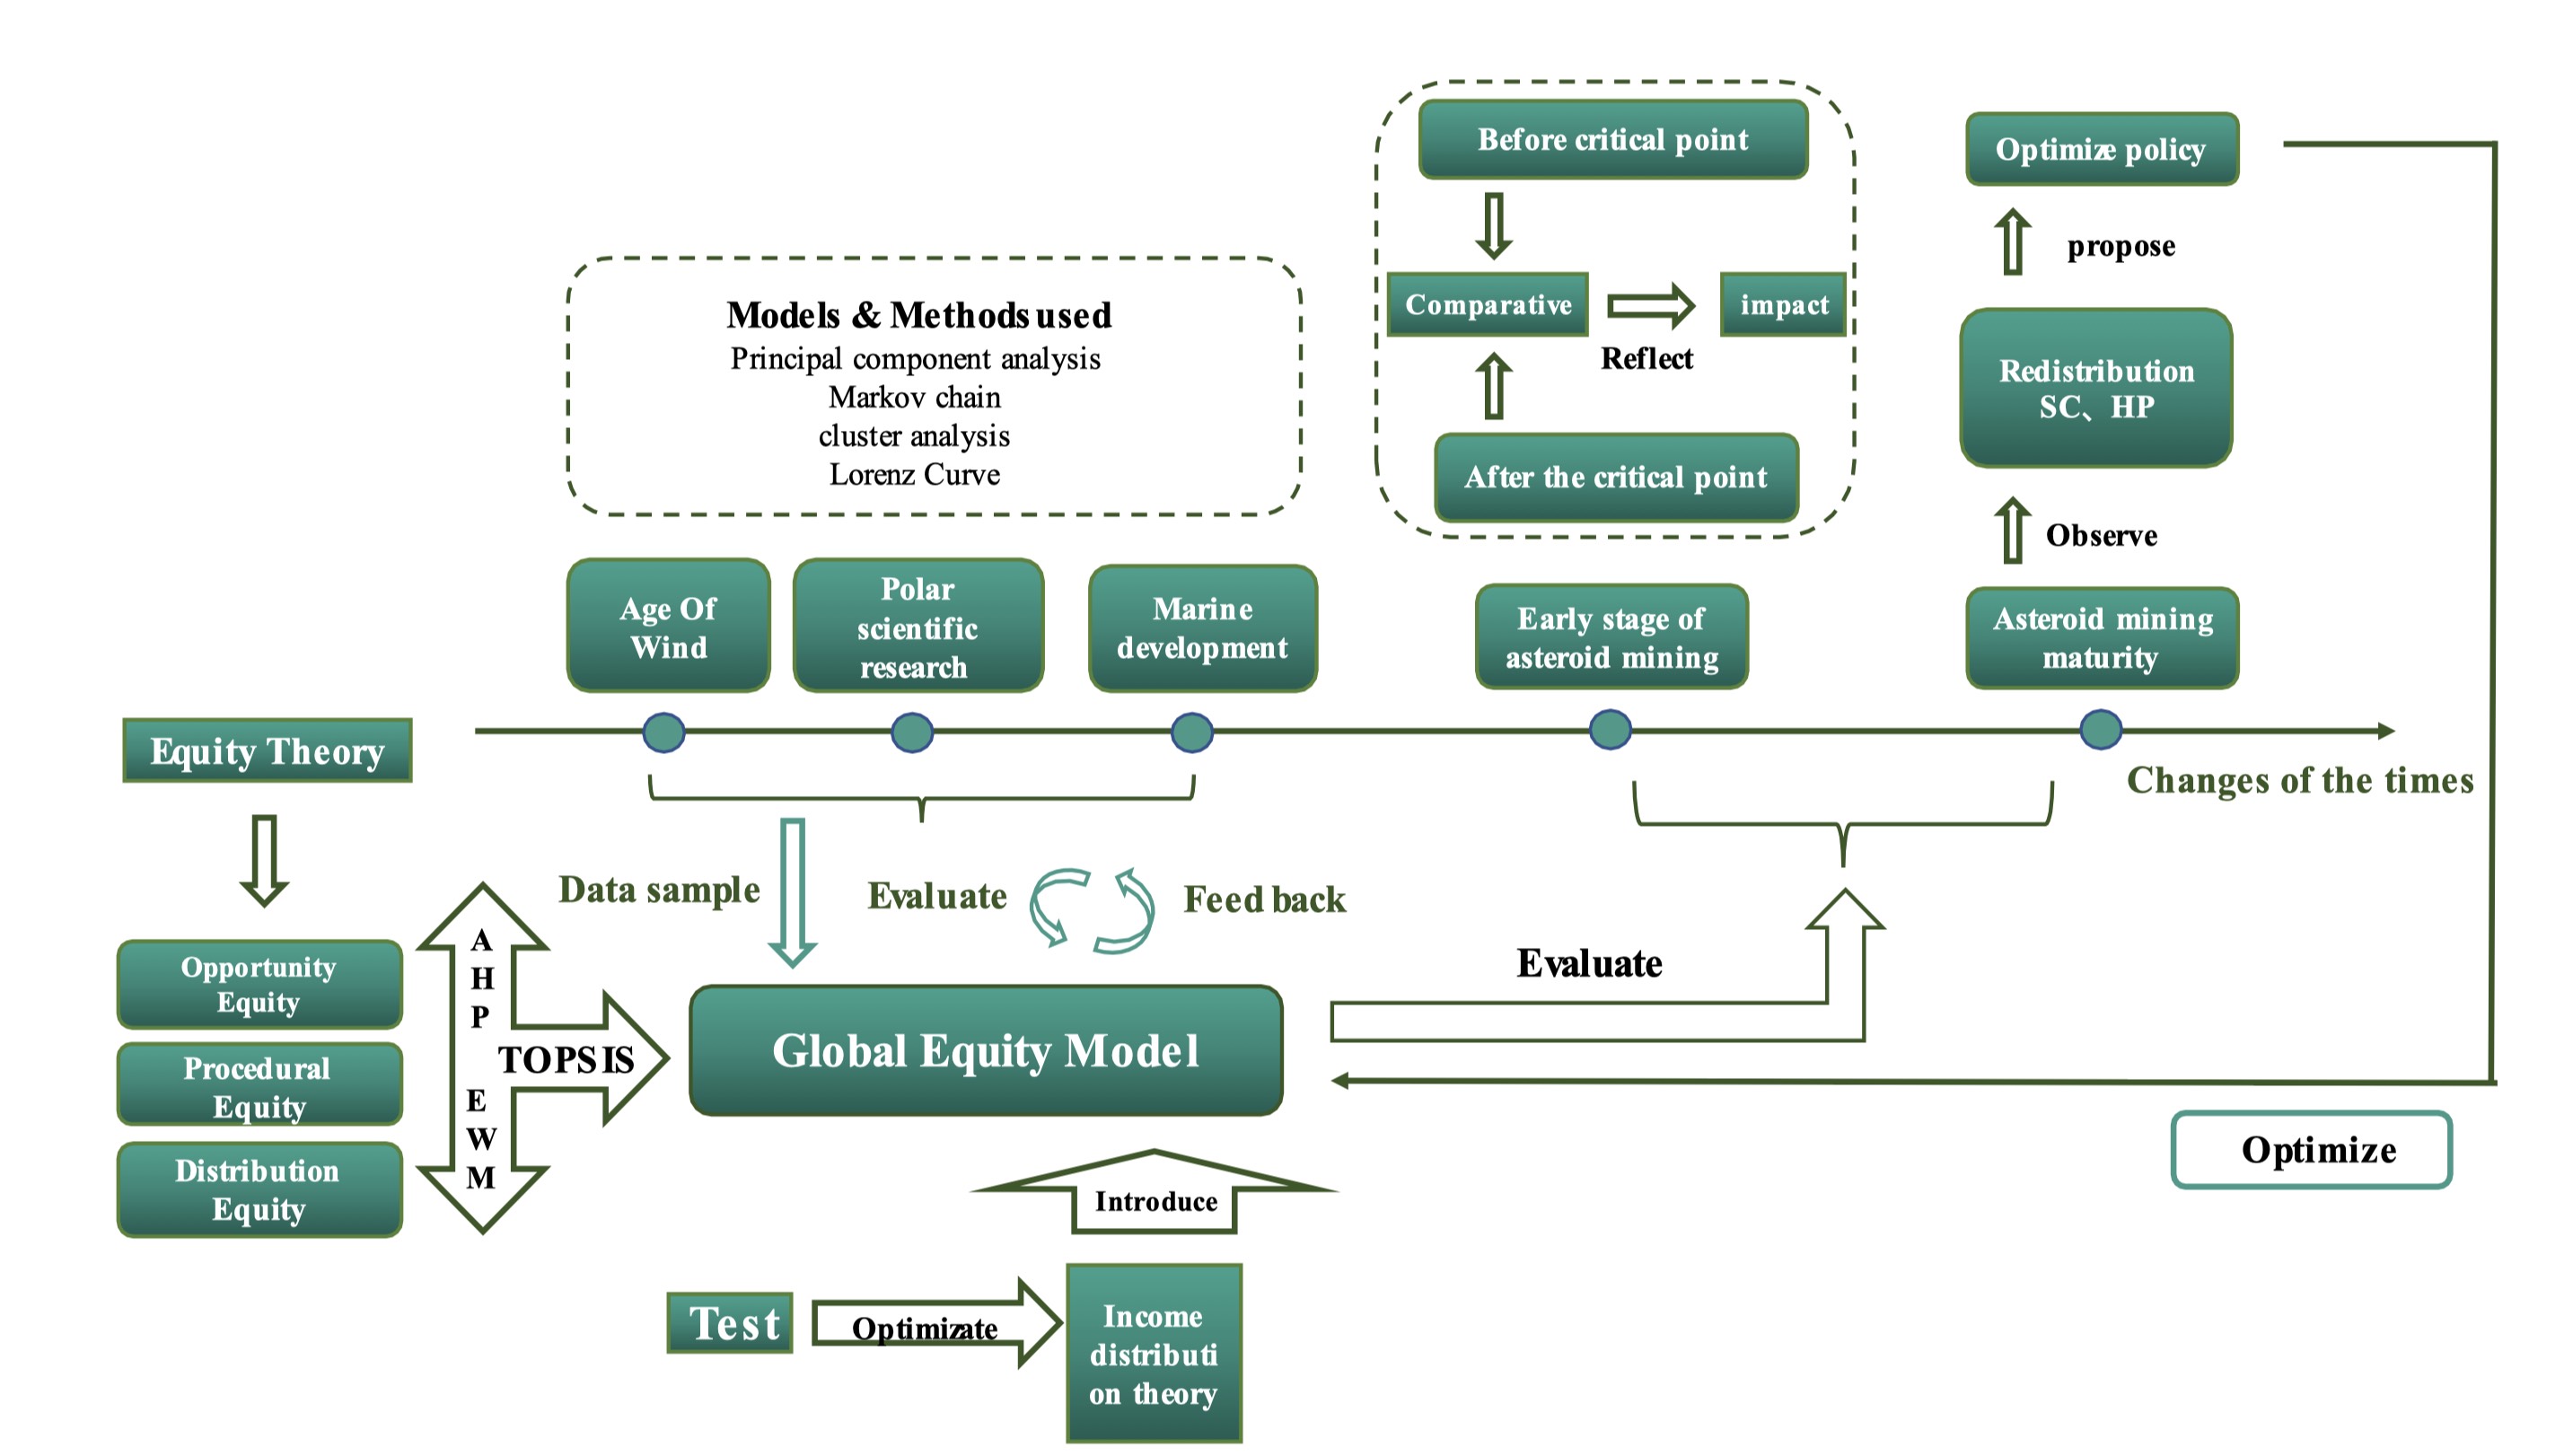 Before critical point
Optimize policy
propose
Models & Methods used
Principal component analysis
Markov chain
cluster analysis
Lorenz Curve
Comparative
impact
Reflect
Redistribution
SC、HP
After the critical point
Observe
Age Of
Wind
Polar
scientific
research
Marine
development
Early stage of
asteroid mining
Asteroid mining
maturity
Equity Theory
Changes of the times
Data sample
Evaluate
Feed back
Opportunity
Equity
Procedural
Equity
Distribution
Equity
A
H
P
E
W
M
TOPSIS
Global Equity Model
Evaluate
Optimize
Introduce
Test
Optimizate
Income
distributi
on theory